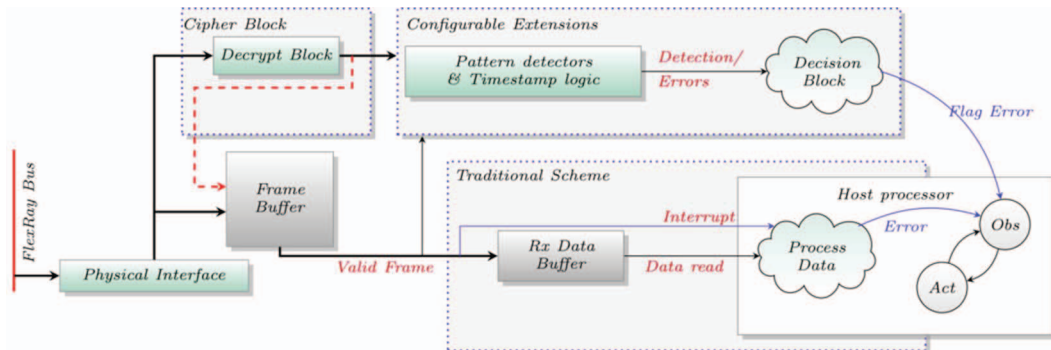 Cipher Block
Configurable Extensions
Decrypt Block
Pattern detectors
& Timestamp logic
Detection/
Errors
Decision
Block
Flag Error
FlexRay Bus
Frame
Buffer
Traditional Scheme
Host processor
Interrupt
Error
Obs
Physical Interface
Valid Frame
Rx Data
Buffer
Data read
Process
Data
Act